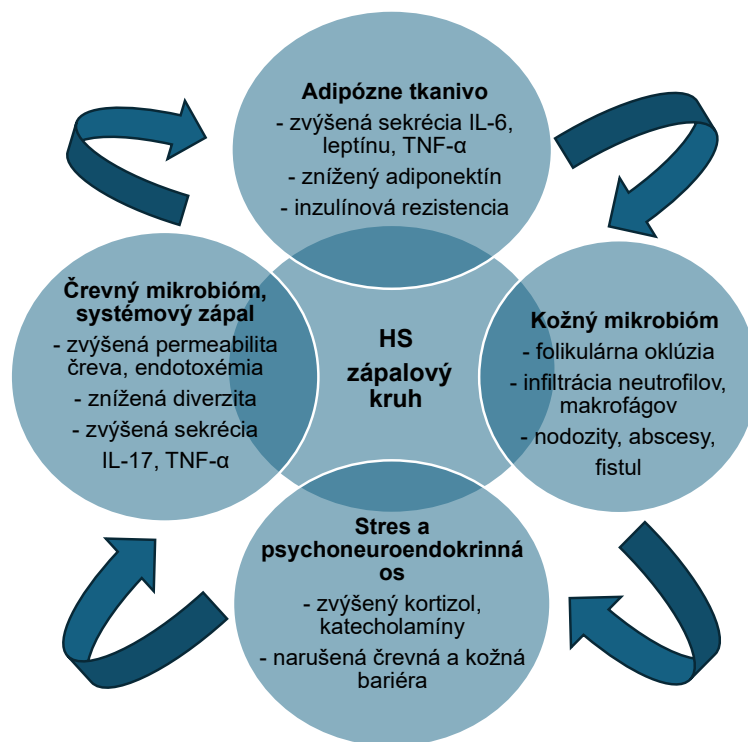 Adipózne tkanivo
- zvýšená sekrécia IL-6,
leptínu, TNF-α
- znížený adiponektín
- inzulínová rezistencia
Črevný mikrobióm,
systémový zápal
- zvýšená permeabilita
čreva, endotoxémia
- znížená diverzita
- zvýšená sekrécia
IL-17, TNF-α
HS
zápalový
kruh
Kožný mikrobióm
- folikulárna oklúzia
- infiltrácia neutrofilov,
makrofágov
- nodozity, abscesy,
fistul
Stres a
psychoneuroendokrinná
os
- zvýšený kortizol,
katecholamíny
- narušená črevná a kožná
bariéra